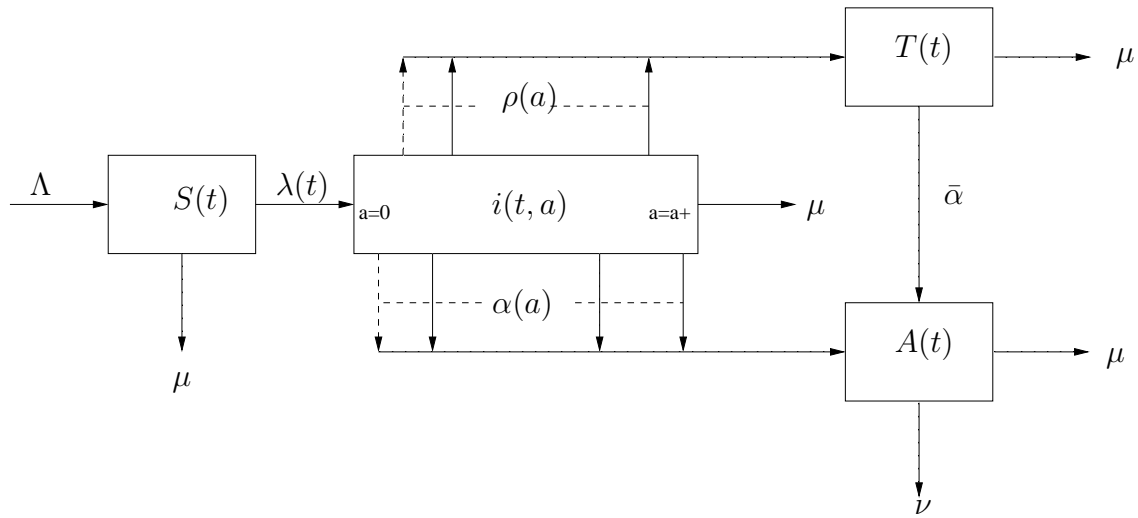 T(t)
μ
ρ(a)
Λ
S(t)
λ(t)
i(t, a)
a=0
a=a+
μ
ᾱ
α(a)
A(t)
μ
μ
ν